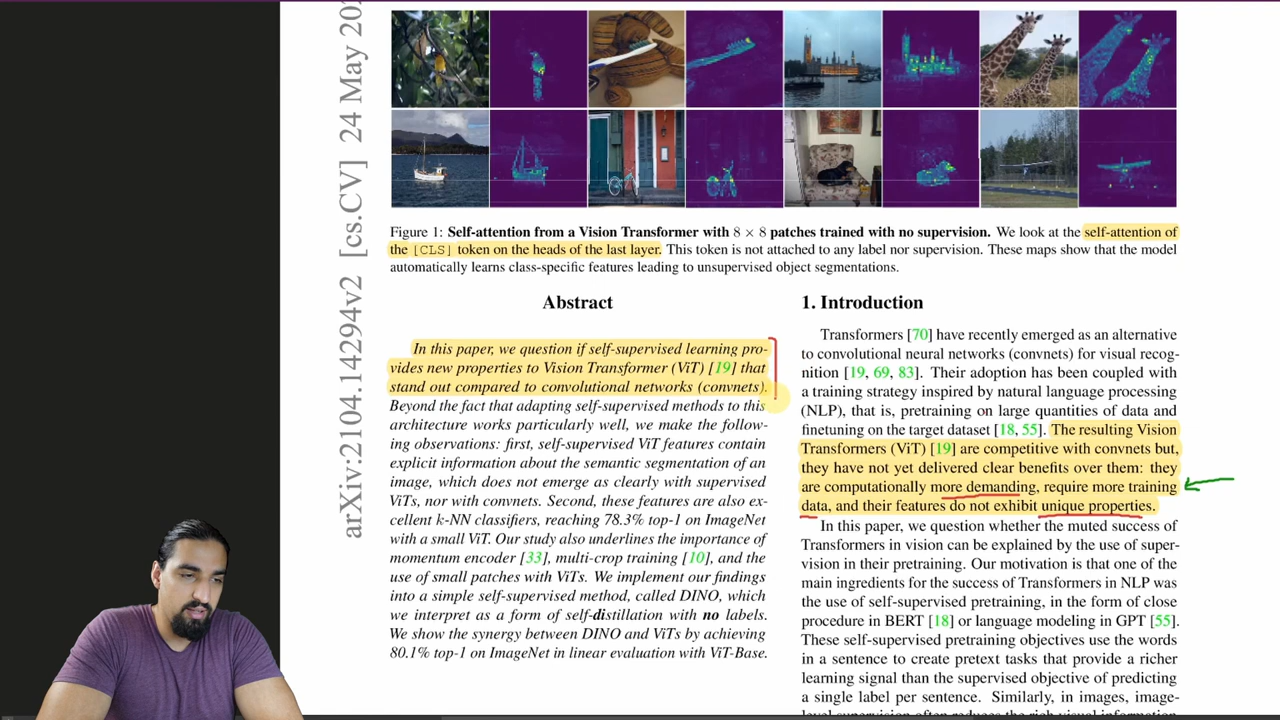 arXiv:2104.14294v2 [cs.CV] 24 May 202
Figure 1: Self-attention from a Vision Transformer with 8 × 8 patches trained with no supervision. We look at the self-attention of
the [CLS] token on the heads of the last layer. This token is not attached to any label nor supervision. These maps show that the model
automatically learns class-specific features leading to unsupervised object segmentations.
Abstract
In this paper, we question if self-supervised learning pro-
vides new properties to Vision Transformer (ViT) [19] that
stand out compared to convolutional networks (convnets).
Beyond the fact that adapting self-supervised methods to this
architecture works particularly well, we make the follow-
ing observations: first, self-supervised ViT features contain
explicit information about the semantic segmentation of an
image, which does not emerge as clearly with supervised
ViTs, nor with convnets. Second, these features are also ex-
cellent k-NN classifiers, reaching 78.3% top-1 on ImageNet
with a small ViT. Our study also underlines the importance of
momentum encoder [33], multi-crop training [10], and the
use of small patches with ViTs. We implement our findings
into a simple self-supervised method, called DINO, which
we interpret as a form of self-distillation with no labels.
We show the synergy between DINO and ViTs by achieving
80.1% top-1 on ImageNet in linear evaluation with ViT-Base.
1. Introduction
Transformers [70] have recently emerged as an alternative
to convolutional neural networks (convnets) for visual recog-
nition [19, 69, 83]. Their adoption has been coupled with
a training strategy inspired by natural language processing
(NLP), that is, pretraining on large quantities of data and
finetuning on the target dataset [18, 55]. The resulting Vision
Transformers (ViT) [19] are competitive with convnets but,
they have not yet delivered clear benefits over them: they
are computationally more demanding, require more training
data, and their features do not exhibit unique properties.
In this paper, we question whether the muted success of
Transformers in vision can be explained by the use of super-
vision in their pretraining. Our motivation is that one of the
main ingredients for the success of Transformers in NLP was
the use of self-supervised pretraining, in the form of close
procedure in BERT [18] or language modeling in GPT [55].
These self-supervised pretraining objectives use the words
in a sentence to create pretext tasks that provide a richer
learning signal than the supervised objective of predicting
a single label per sentence. Similarly, in images, image-
level supervision often reduces the rich visual information